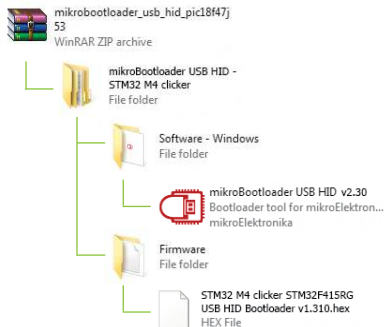 mikrobootloader_usb_hid_pic18f47j
53
WinRAR ZIP archive
mikroBootloader USB HID -
STM32 M4 clicker
File folder
Software - Windows
File folder
mikroBootloader USB HID v2.30
Bootloader tool for mikroElektron...
mikroElektronika
Firmware
File folder
STM32 M4 clicker STM32F415RG
USB HID Bootloader v1.310.hex
HEX File